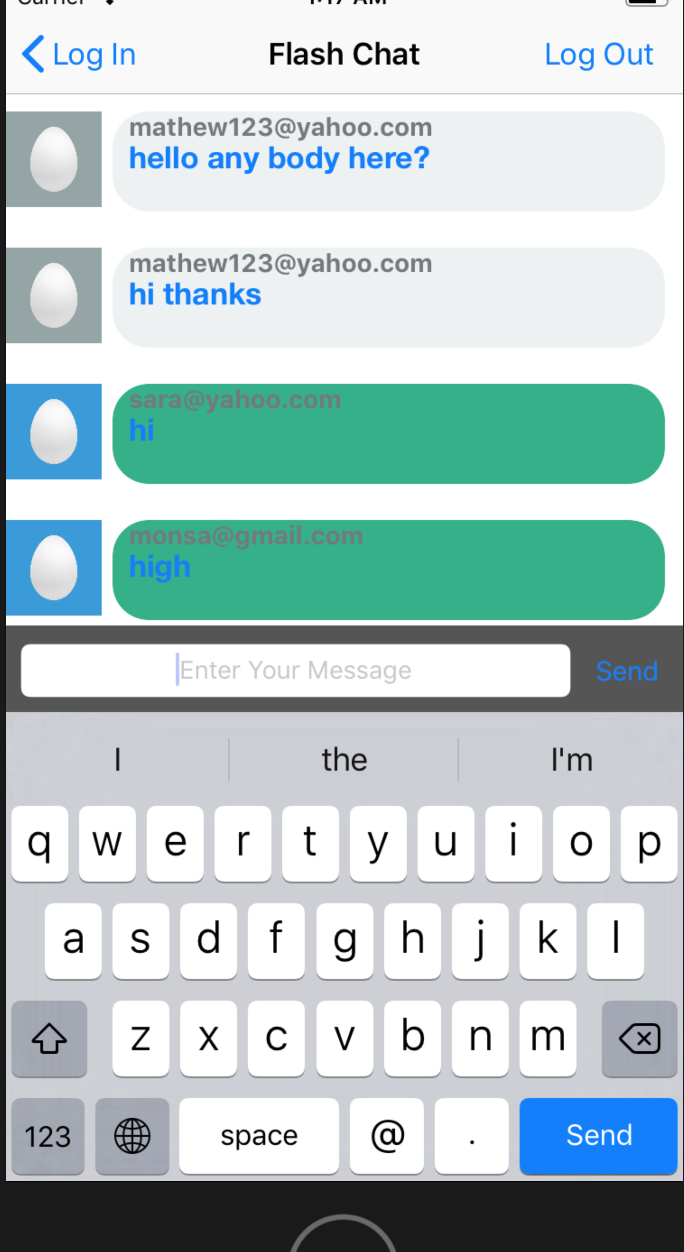 Log In
Flash Chat
Log Out
mathew123@yahoo.com
hello any body here?
mathew123@yahoo.com
hi thanks
sara@yahoo.com
hi
monsa@gmail.com
high
Enter Your Message
Send
I the I'm
q w e r t y u i o p
a s d f g h j k l
z x c v b n m
123 space @ . Send